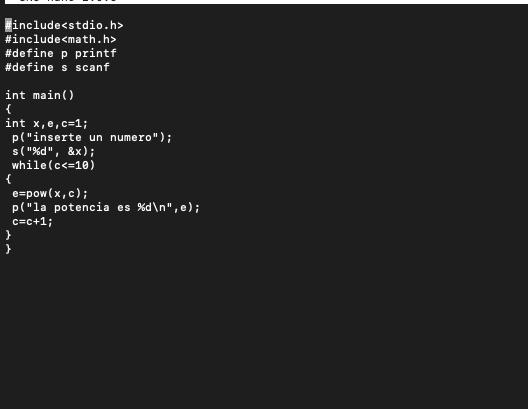 #include<stdio.h>
#include<math.h>
#define p printf
#define s scanf

int main()
{
int x,e,c=1;
 p("inserte un numero");
 s("%d", &x);
 while(c<=10)
{
 e=pow(x,c);
 p("la potencia es %d\n",e);
 c=c+1;
}
}